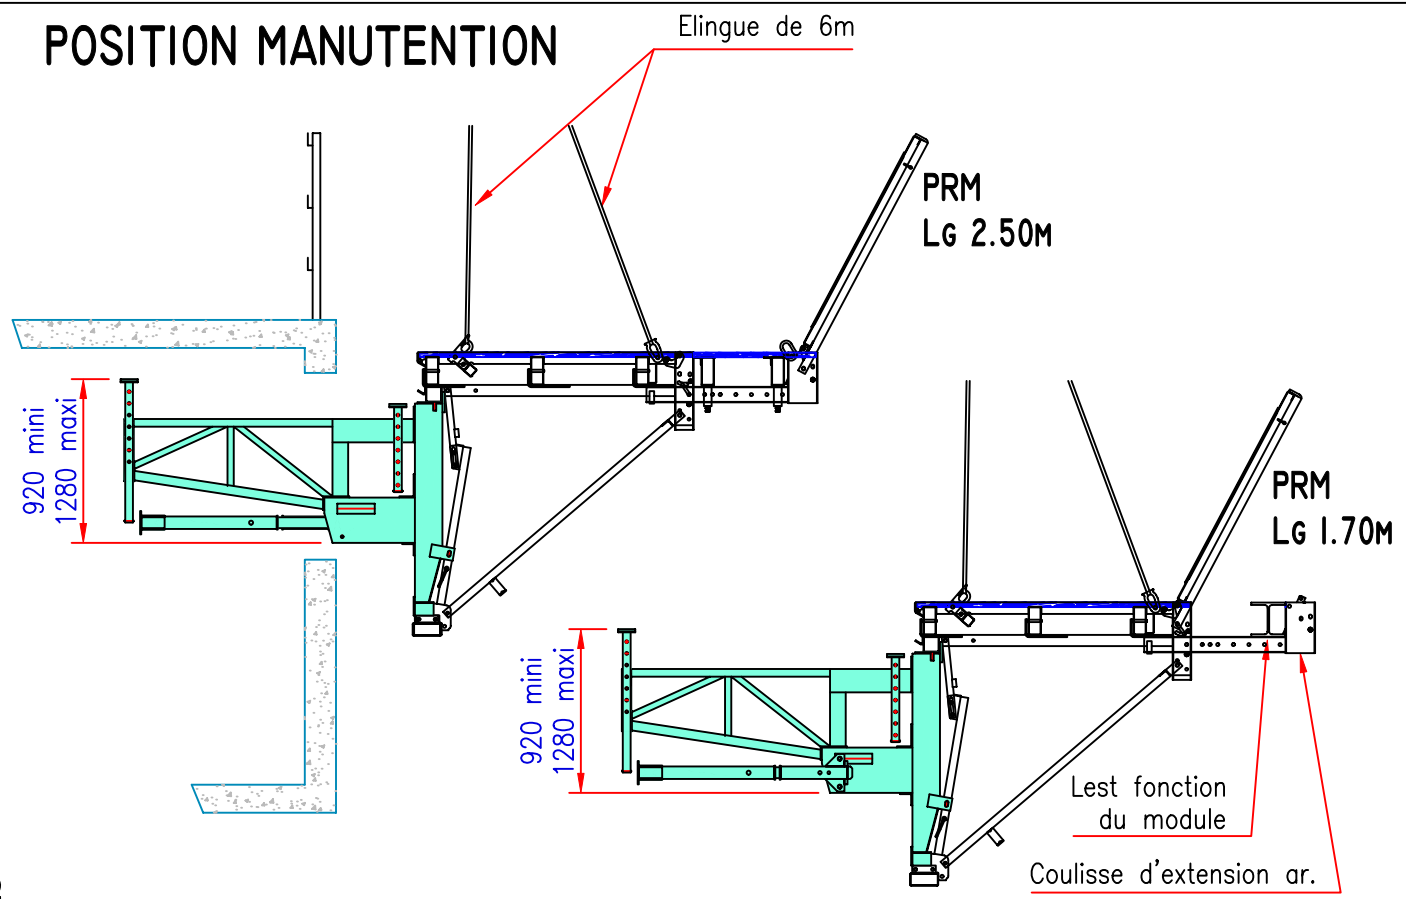 POSITION MANUTENTION
Elingue de 6m
PRM
LG 2.50M
920 mini
1280 maxi
PRM
LG 1.70M
920 mini
1280 maxi
Lest fonction
du module
Coulisse d'extension ar.